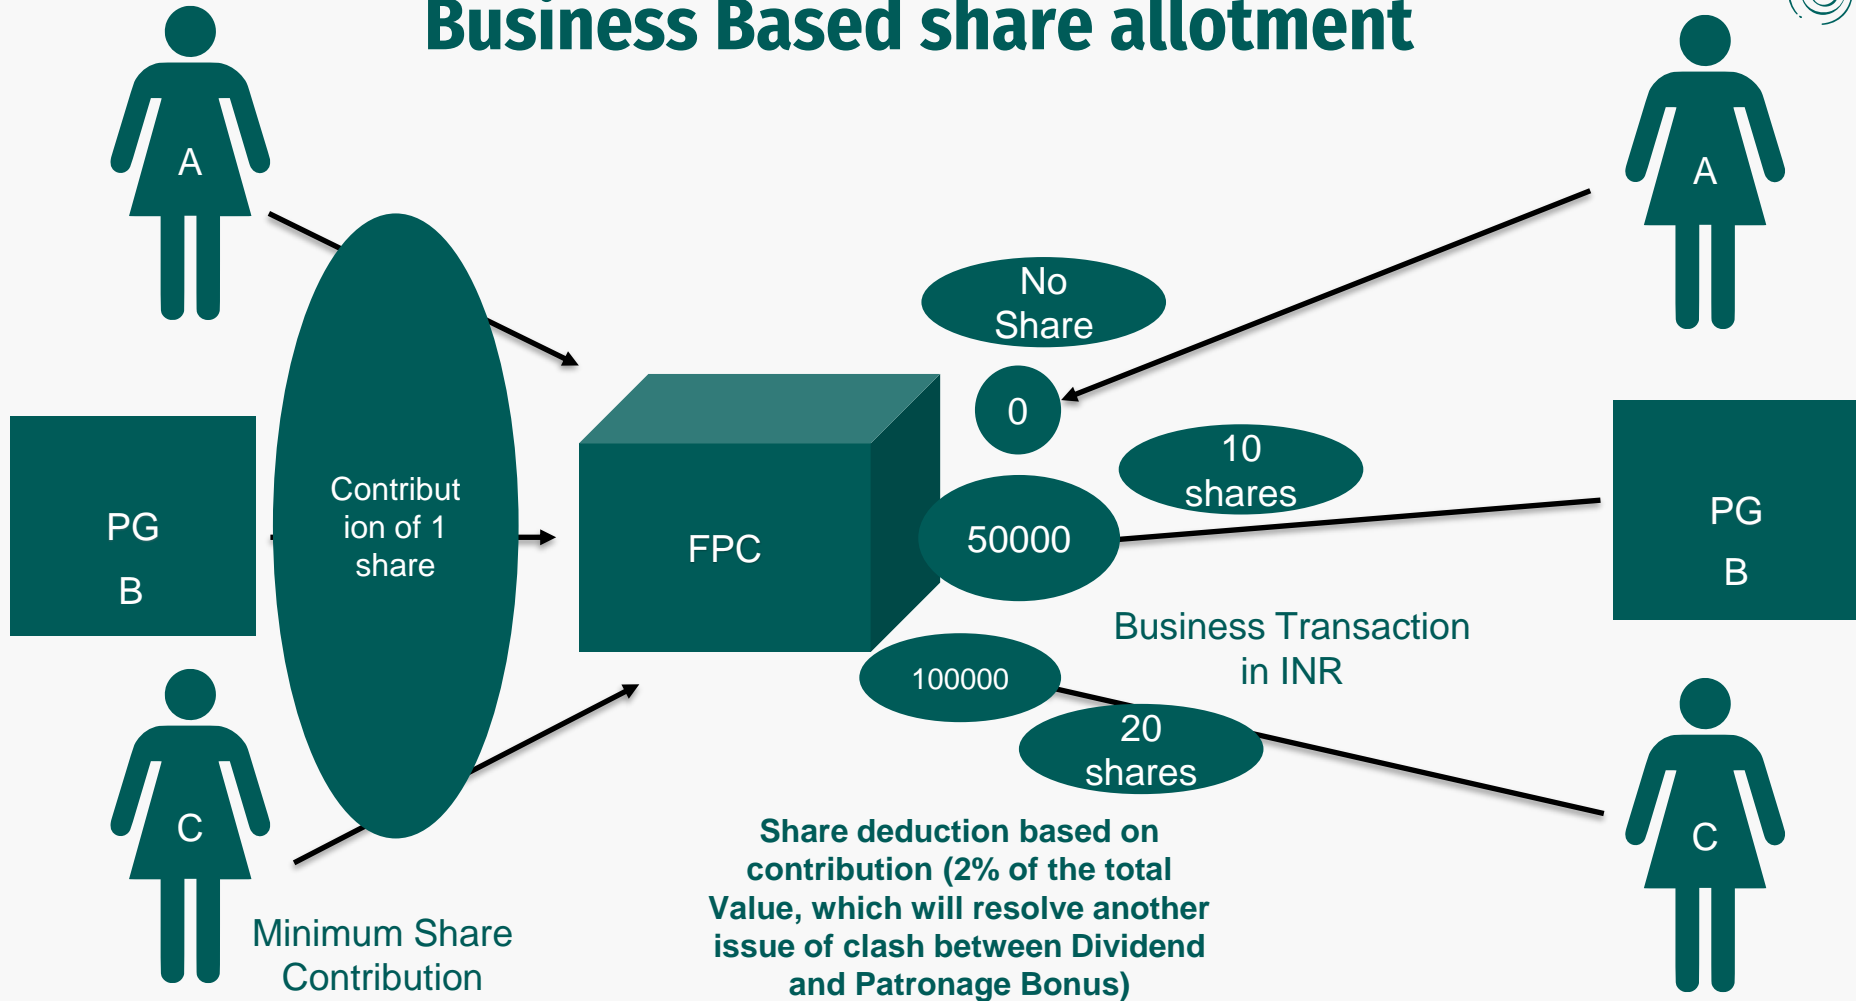 Business Based share allotment
A
A
No
Share
0
10
shares
Contribut
ion of 1
share
PG
B
FPC
50000
PG
B
Business Transaction
in INR
100000
20
shares
C
C
Share deduction based on
contribution (2% of the total
Value, which will resolve another
issue of clash between Dividend
and Patronage Bonus)
Minimum Share
Contribution